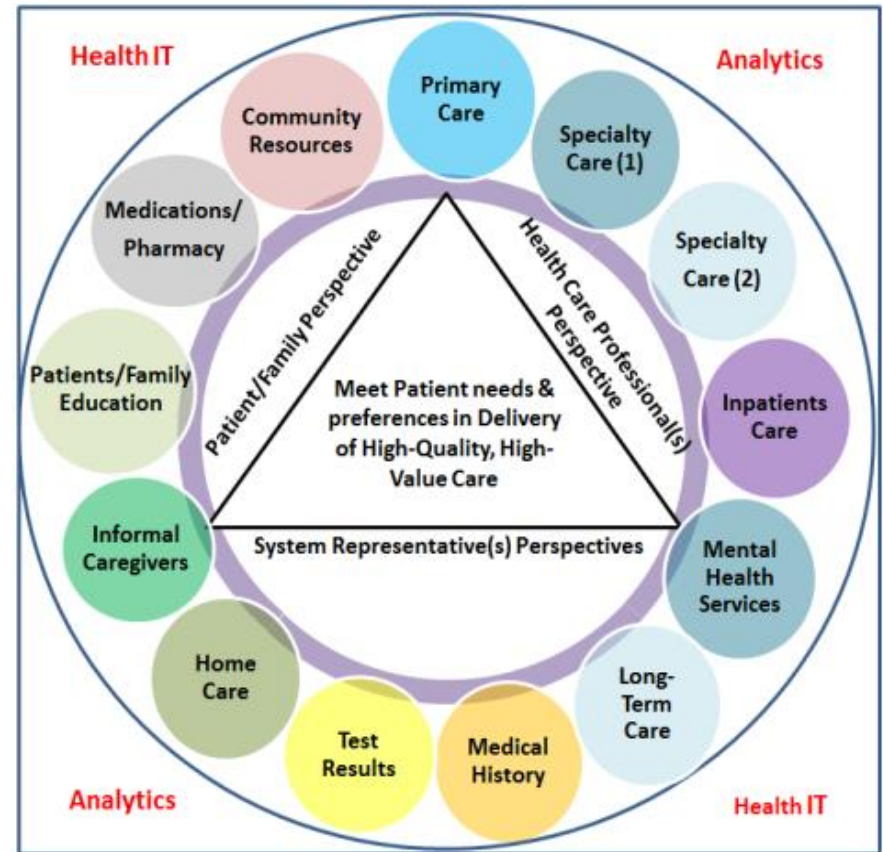 Health IT
Analytics
Primary
Care
Specialty
Care (1)
Specialty
Care (2)
Inpatients
Care
Mental
Health
Services
Long-
Term
Care
Medical
History
Test
Results
Home
Care
Informal
Caregivers
Patients/Family
Education
Medications/
Pharmacy
Community
Resources
Patient/Family Perspective
Health Care Professional(s)
Perspective
Meet Patient needs &
preferences in Delivery
of High-Quality, High-
Value Care
System Representative(s) Perspectives
Analytics
Health IT